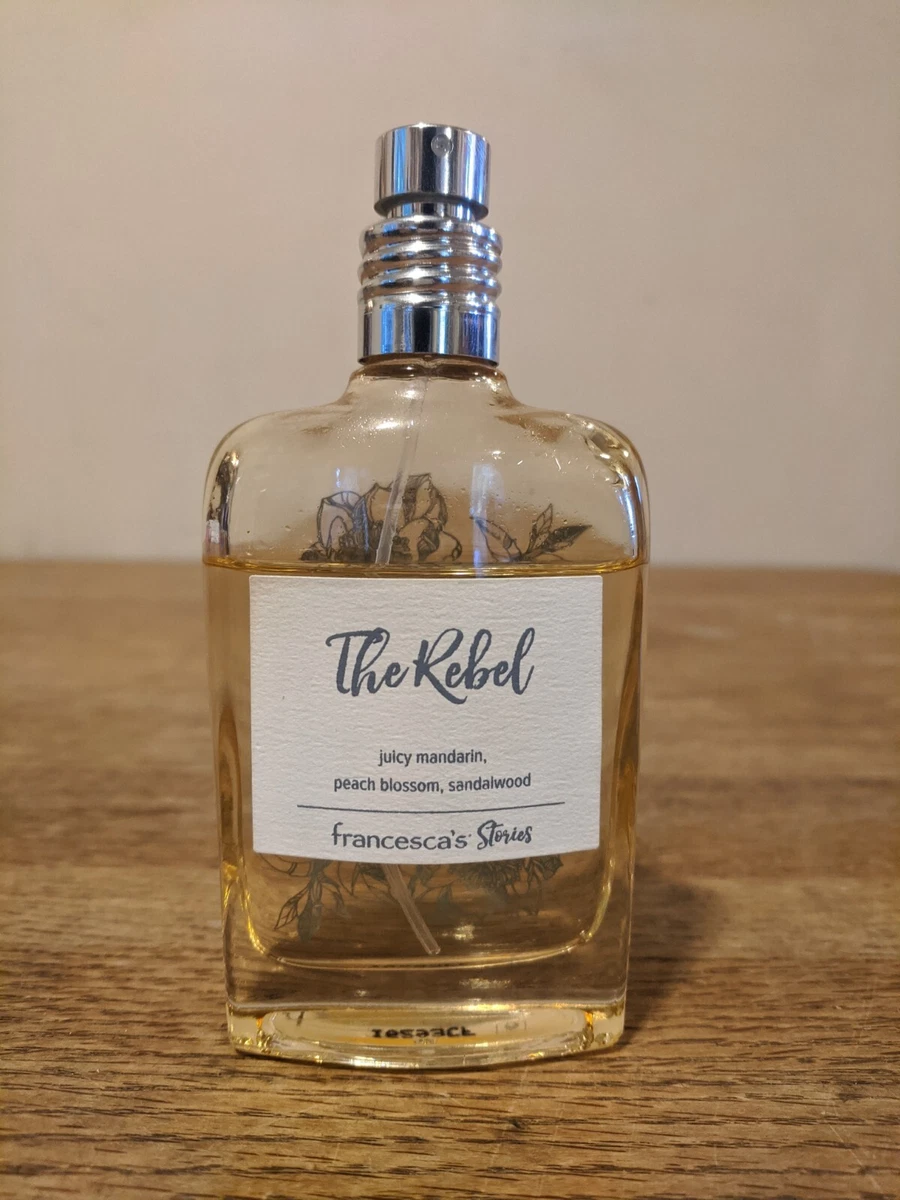 The Rebel
juicy mandarin,
peach blossom, sandalwood
francesca's Stories